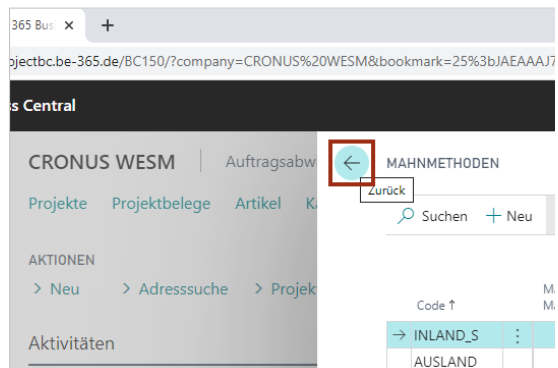 365 Bus
ojectbc.be-365.de/BC150/?company=CRONUS%20WESM&bookmark=25%3bJAEAAAJ7
s Central
CRONUS WESM Auftragsabw
MAHNMETHODEN
Zurück
Projekte Projektbelege Artikel K
Suchen + Neu
AKTIONEN
> Neu > Adresssuche > Projek
Code ↑
Aktivitäten
→ INLAND_S
AUSLAND